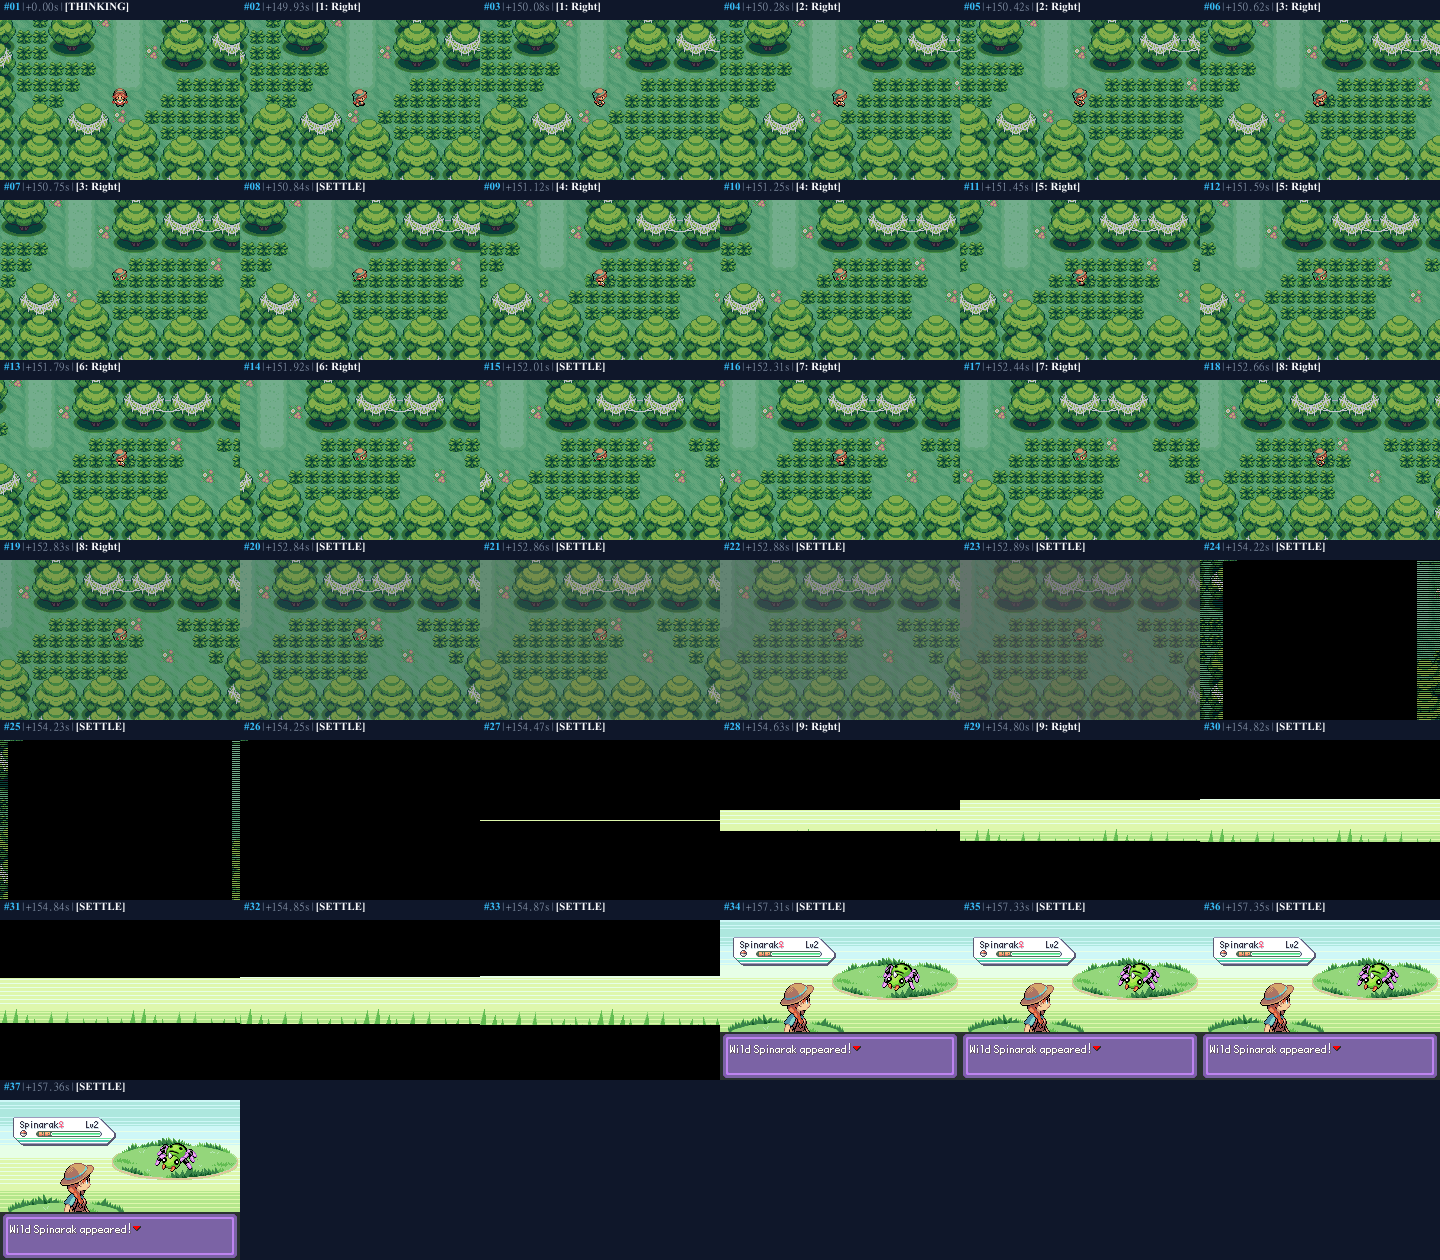 #01 | +0.00s | [THINKING]
#02 | +149.93s | [1: Right]
#03 | +150.08s | [1: Right]
#04 | +150.28s | [2: Right]
#05 | +150.42s | [2: Right]
#06 | +150.62s | [3: Right]
#07 | +150.75s | [3: Right]
#08 | +150.84s | [SETTLE]
#09 | +151.12s | [4: Right]
#10 | +151.25s | [4: Right]
#11 | +151.45s | [5: Right]
#12 | +151.59s | [5: Right]
#13 | +151.79s | [6: Right]
#14 | +151.92s | [6: Right]
#15 | +152.01s | [SETTLE]
#16 | +152.31s | [7: Right]
#17 | +152.44s | [7: Right]
#18 | +152.66s | [8: Right]
#19 | +152.83s | [8: Right]
#20 | +152.84s | [SETTLE]
#21 | +152.86s | [SETTLE]
#22 | +152.88s | [SETTLE]
#23 | +152.89s | [SETTLE]
#24 | +154.22s | [SETTLE]
#25 | +154.23s | [SETTLE]
#26 | +154.25s | [SETTLE]
#27 | +154.47s | [SETTLE]
#28 | +154.63s | [9: Right]
#29 | +154.80s | [9: Right]
#30 | +154.82s | [SETTLE]
#31 | +154.84s | [SETTLE]
#32 | +154.85s | [SETTLE]
#33 | +154.87s | [SETTLE]
#34 | +157.31s | [SETTLE]
Spinarak♀ Lv2
Wild Spinarak appeared!
#35 | +157.33s | [SETTLE]
Spinarak♀ Lv2
Wild Spinarak appeared!
#36 | +157.35s | [SETTLE]
Spinarak♀ Lv2
Wild Spinarak appeared!
#37 | +157.36s | [SETTLE]
Spinarak♀ Lv2
Wild Spinarak appeared!